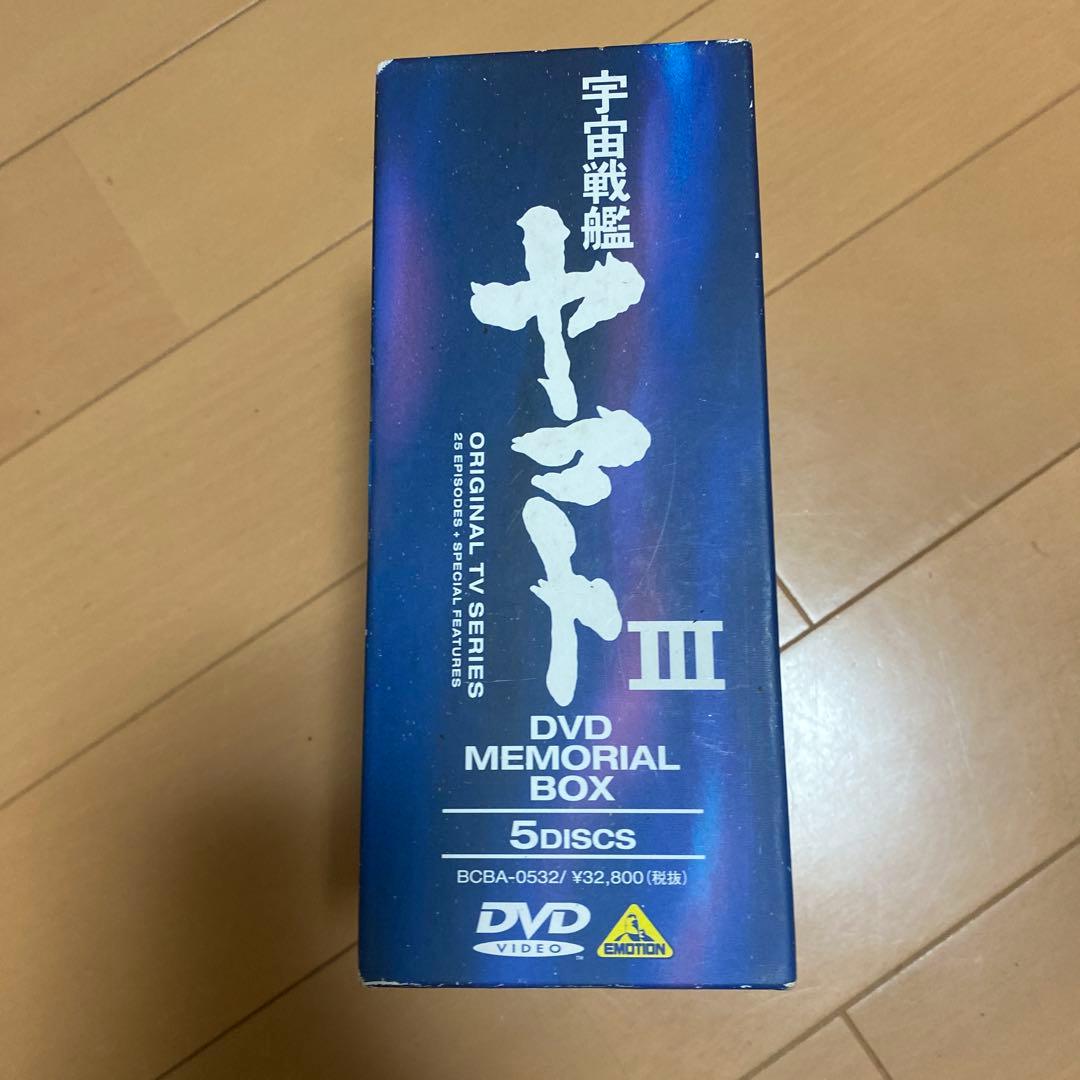 宇宙戦艦
ヤマト
III
ORIGINAL TV SERIES
25 EPISODES + SPECIAL FEATURES
DVD
MEMORIAL
BOX
5DISCS
BCBA-0532/ ¥32,800(税抜)
DVD
VIDEO
TM
EMOTION